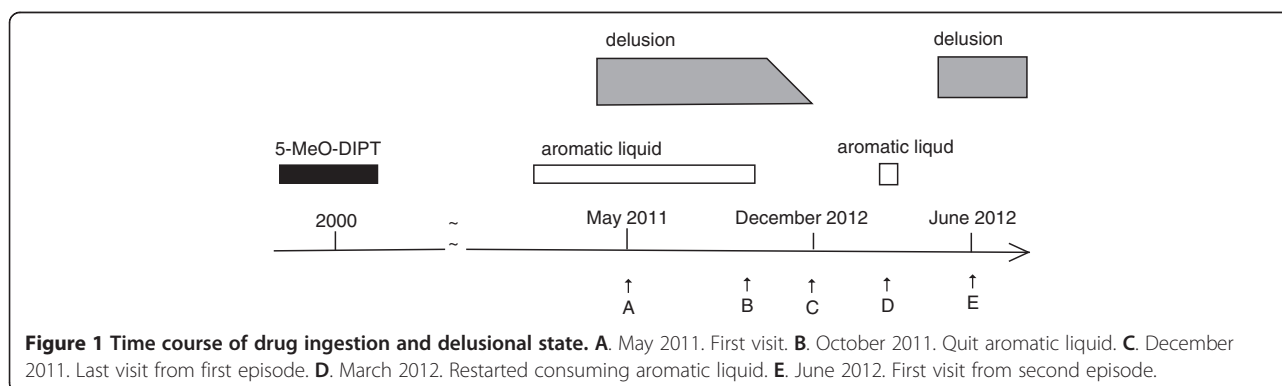 delusion
delusion
5-MeO-DIPT
aromatic liquid
aromatic liqud
2000
~
~
May 2011
December 2012
June 2012
↑ ↑ ↑ ↑ ↑
A B C D E
Figure 1 Time course of drug ingestion and delusional state. A. May 2011. First visit. B. October 2011. Quit aromatic liquid. C. December
2011. Last visit from first episode. D. March 2012. Restarted consuming aromatic liquid. E. June 2012. First visit from second episode.